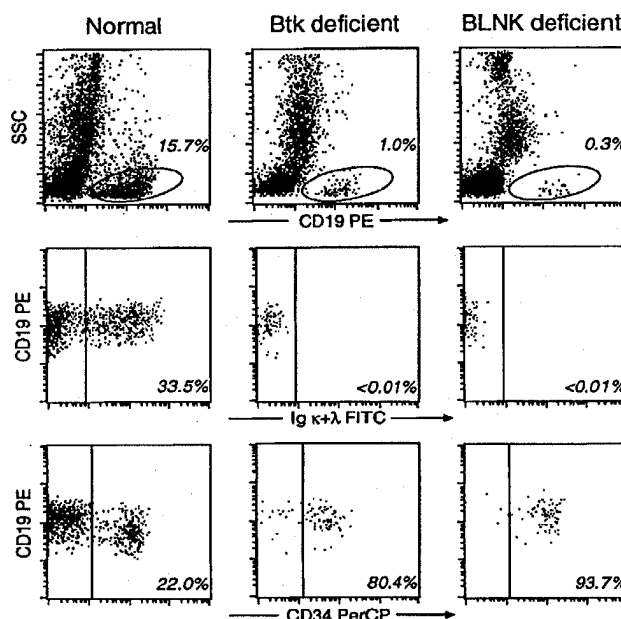 Normal
Btk deficient
BLNK deficient
SSC
15.7%
1.0%
0.3%
CD19 PE
CD19 PE
33.5%
<0.01%
<0.01%
Ig κ+λ FITC
CD19 PE
22.0%
80.4%
93.7%
CD34 PerCP